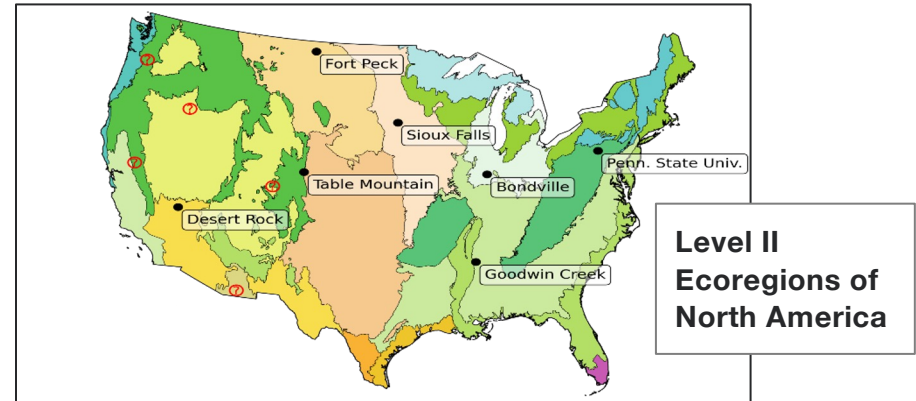 Fort Peck
Sioux Falls
Penn. State Univ.
Table Mountain
Bondville
Desert Rock
Goodwin Creek
Level II
Ecoregions of
North America
?
?
?
?
?